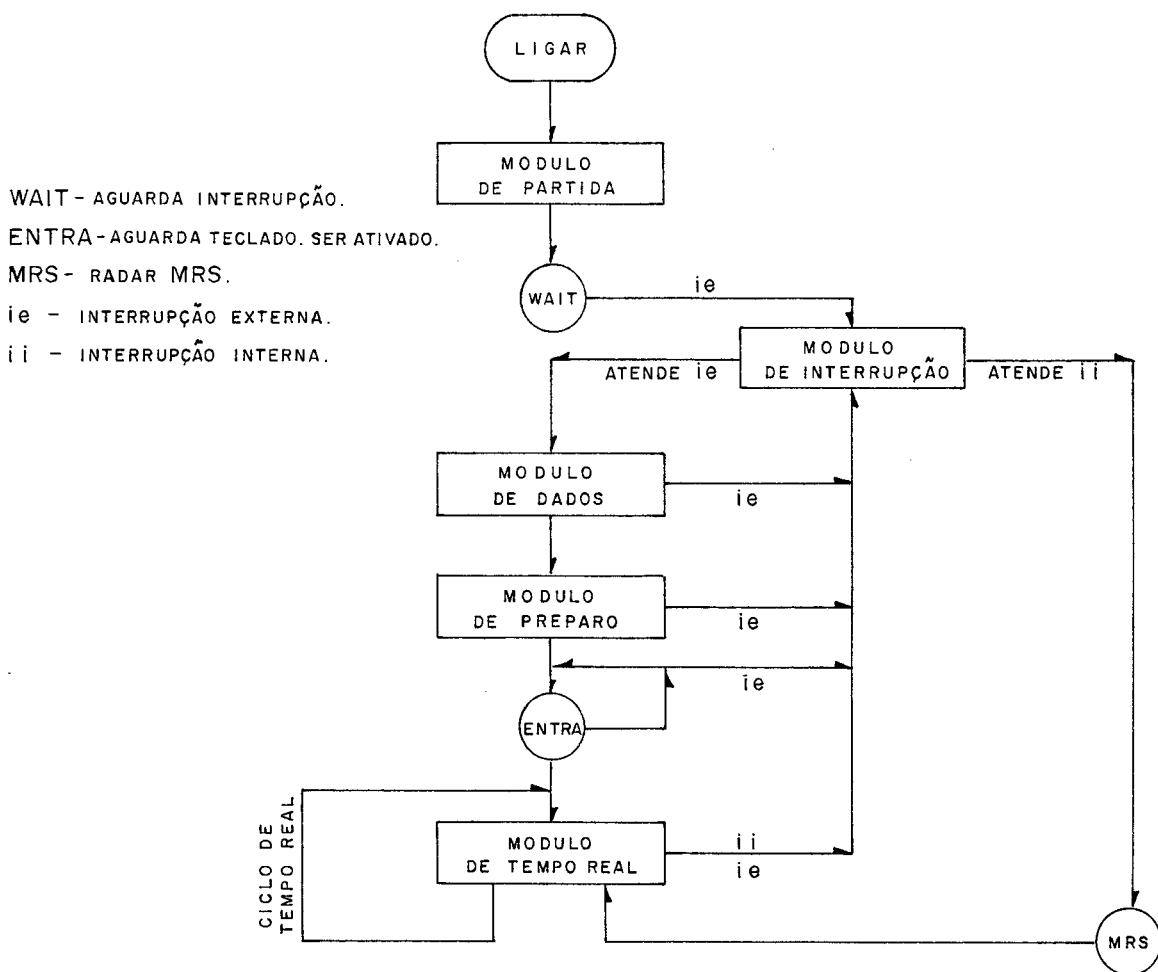 LIGAR
MODULO
DE PARTIDA
WAIT - AGUARDA INTERRUPÇÃO.
ENTRA - AGUARDA TECLADO. SER ATIVADO.
MRS - RADAR MRS.
ie - INTERRUPÇÃO EXTERNA.
ii - INTERRUPÇÃO INTERNA.
WAIT
ie
MODULO
DE INTERRUPÇÃO
ATENDE ie
ATENDE ii
MODULO
DE DADOS
ie
MODULO
DE PREPARO
ie
ie
ENTRA
CICLO DE
TEMPO REAL
MODULO
DE TEMPO REAL
ii
ie
MRS